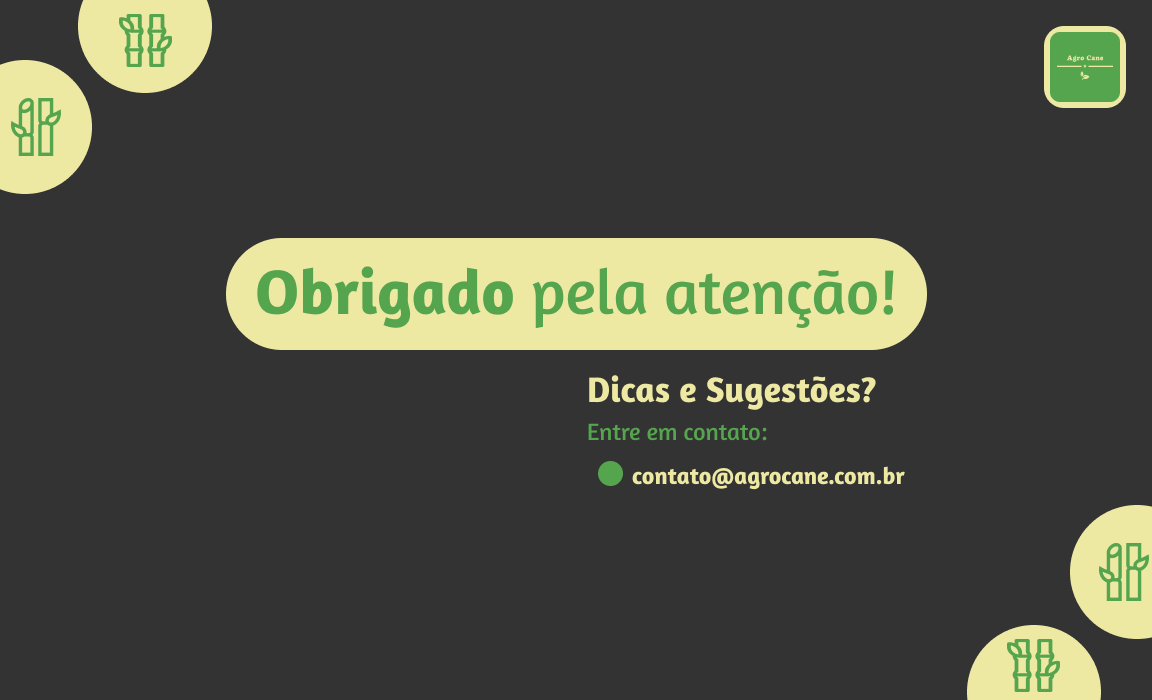 Agro Cane
Obrigado pela atenção!
Dicas e Sugestões?
Entre em contato:
contato@agrocane.com.br